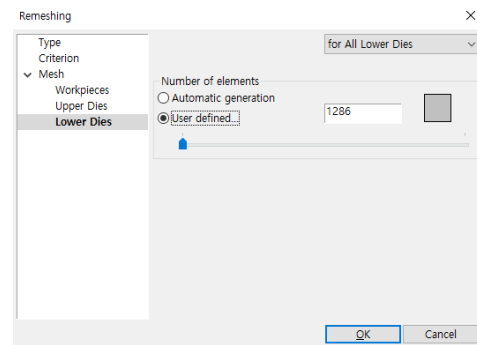 Remeshing
Type
Criterion
Mesh
Workpieces
Upper Dies
Lower Dies
for All Lower Dies
Number of elements
Automatic generation
User defined...
1286
OK
Cancel